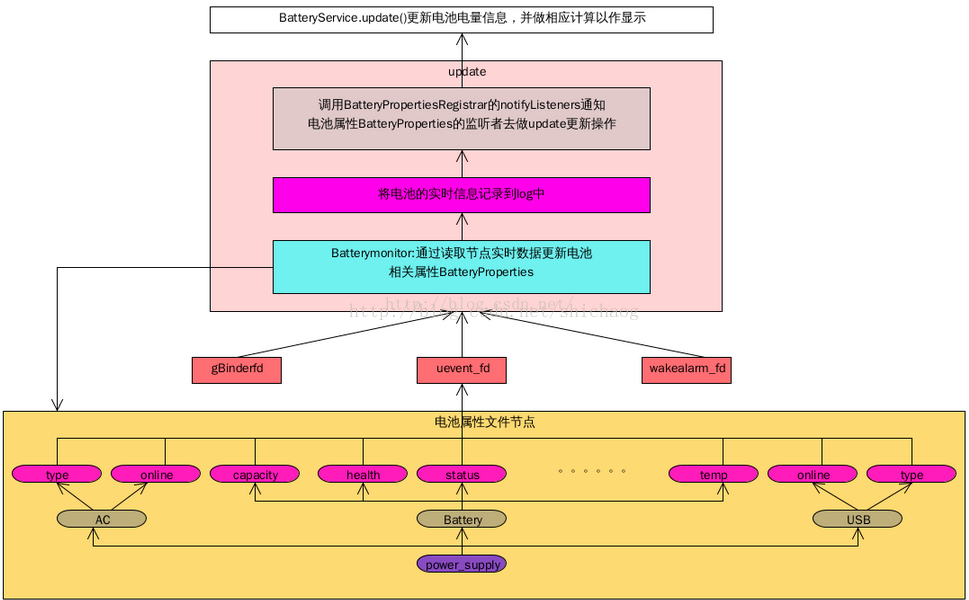 BatteryService.update()更新电池电量信息，并做相应计算以作显示
update
调用BatteryPropertiesRegistrar的notifyListeners通知
电池属性BatteryProperties的监听者去做update更新操作
将电池的实时信息记录到log中
Batterymonitor:通过读取节点实时数据更新电池
相关属性BatteryProperties
http://blog.csdn.net/
http://blog.csdn.net/shichaog
gBinderfd
uevent_fd
wakealarm_fd
电池属性文件节点
type
online
capacity
health
status
。。。。。。
temp
online
type
AC
Battery
USB
power_supply